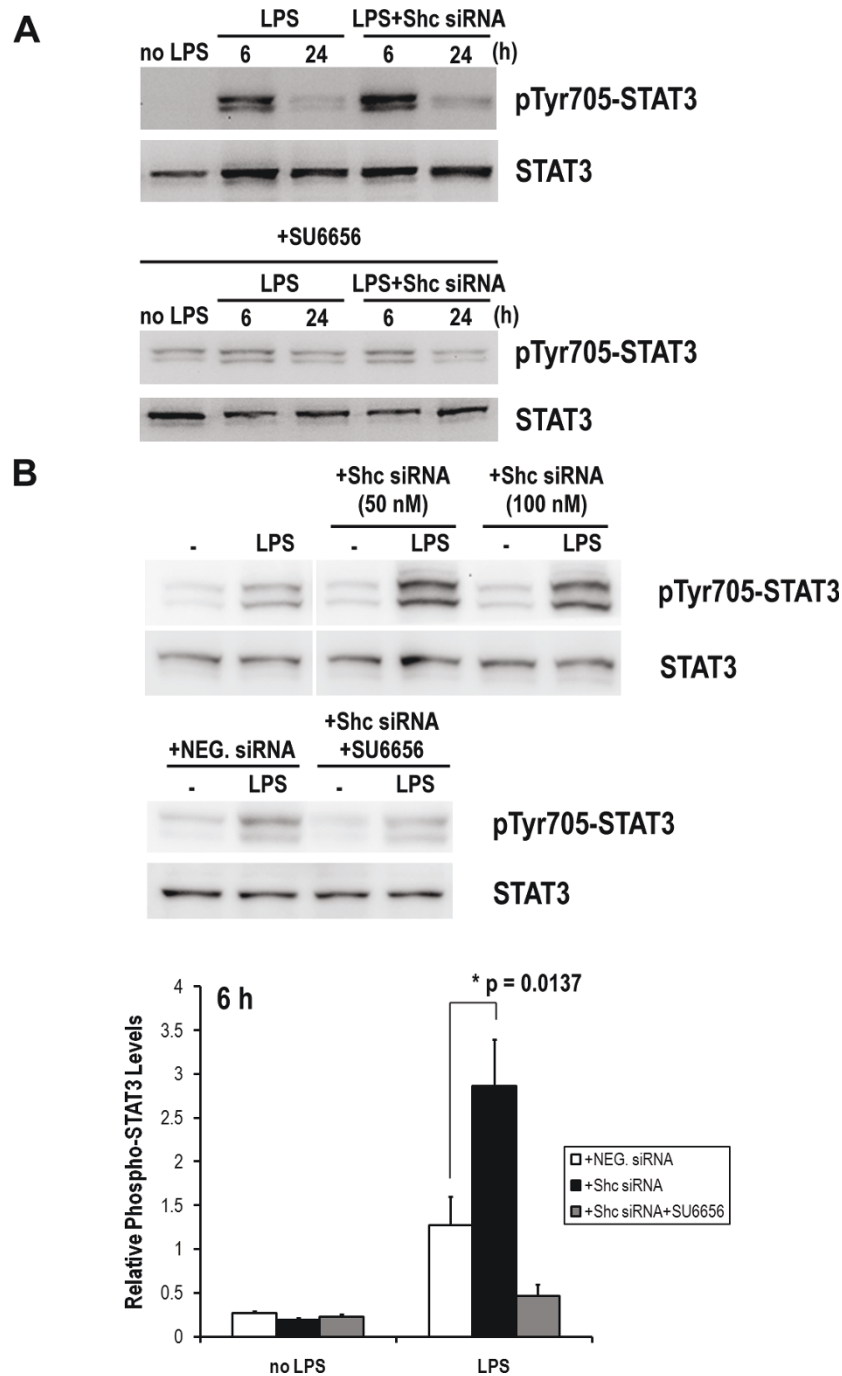 A
LPS LPS+Shc siRNA
no LPS 6 24 6 24 (h)
pTyr705-STAT3
STAT3
+SU6656
LPS LPS+Shc siRNA
no LPS 6 24 6 24 (h)
pTyr705-STAT3
STAT3
B
+Shc siRNA +Shc siRNA
(50 nM) (100 nM)
- LPS - LPS - LPS
pTyr705-STAT3
STAT3
+Shc siRNA
+NEG. siRNA +SU6656
- LPS - LPS
pTyr705-STAT3
STAT3
6 h
* p = 0.0137
Relative Phospho-STAT3 Levels
4
3.5
3
2.5
2
1.5
1
0.5
0
+NEG. siRNA
+Shc siRNA
+Shc siRNA+SU6656
no LPS LPS